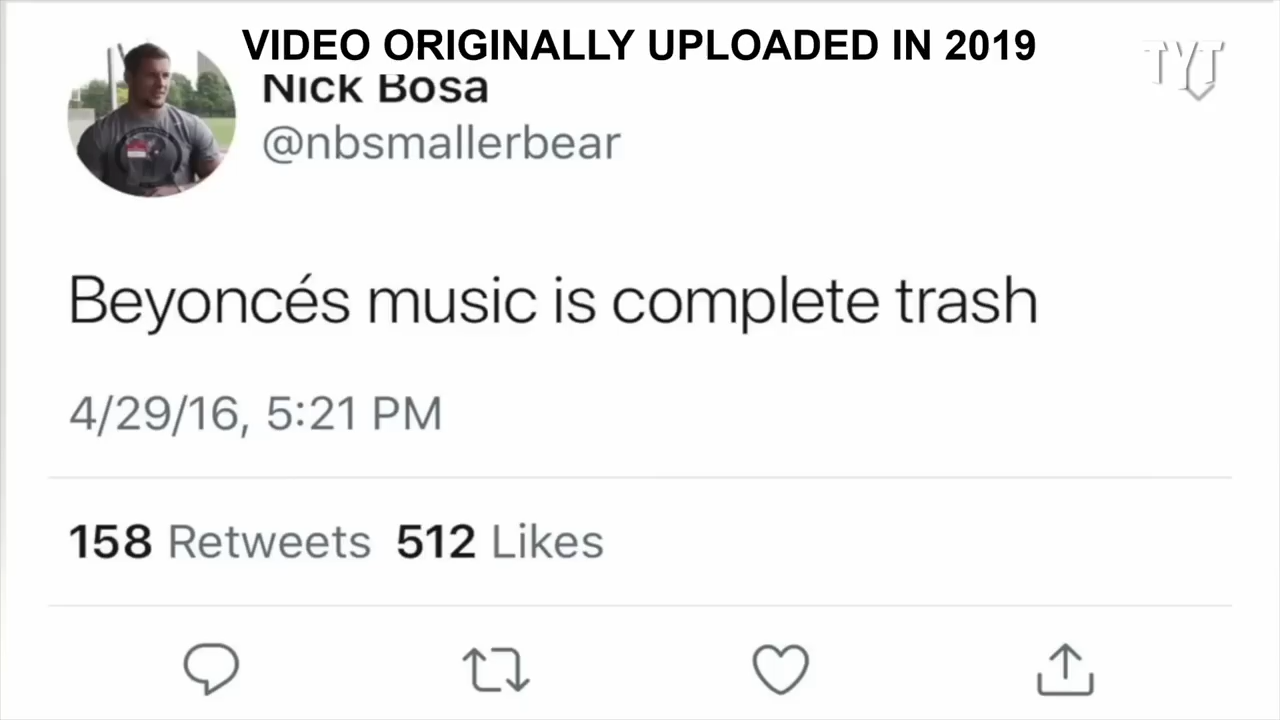 VIDEO ORIGINALLY UPLOADED IN 2019
TYT
Nick Bosa
@nbsmallerbear
Beyoncés music is complete trash
4/29/16, 5:21 PM
158 Retweets 512 Likes